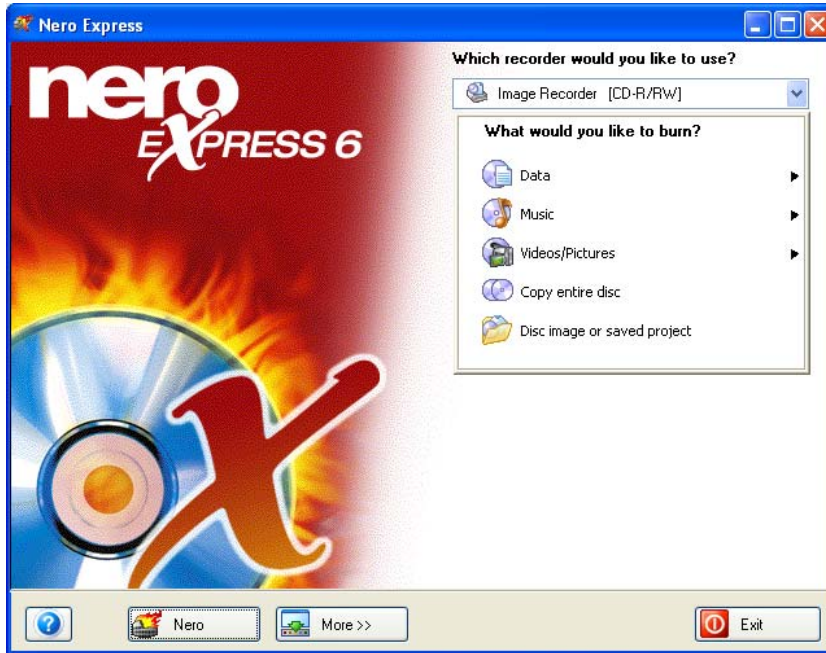 Nero Express
nero
EXPRESS 6
Which recorder would you like to use?
Image Recorder [CD-R/RW]
What would you like to burn?
Data
Music
Videos/Pictures
Copy entire disc
Disc image or saved project
?
Nero
More >>
Exit